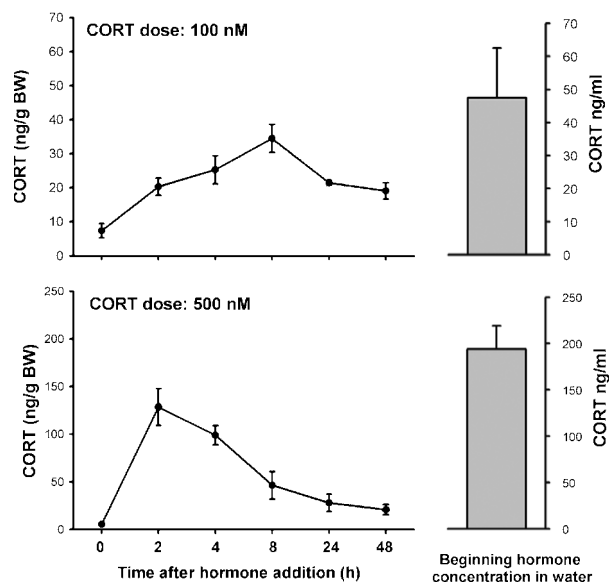 CORT dose: 100 nM
CORT (ng/g BW)
70
60
50
40
30
20
10
0
70
60
50
40
30
20
10
0
CORT ng/ml
CORT dose: 500 nM
CORT (ng/g BW)
250
200
150
100
50
0
0 2 4 8 24 48
Time after hormone addition (h)
250
200
150
100
50
0
CORT ng/ml
Beginning hormone
concentration in water